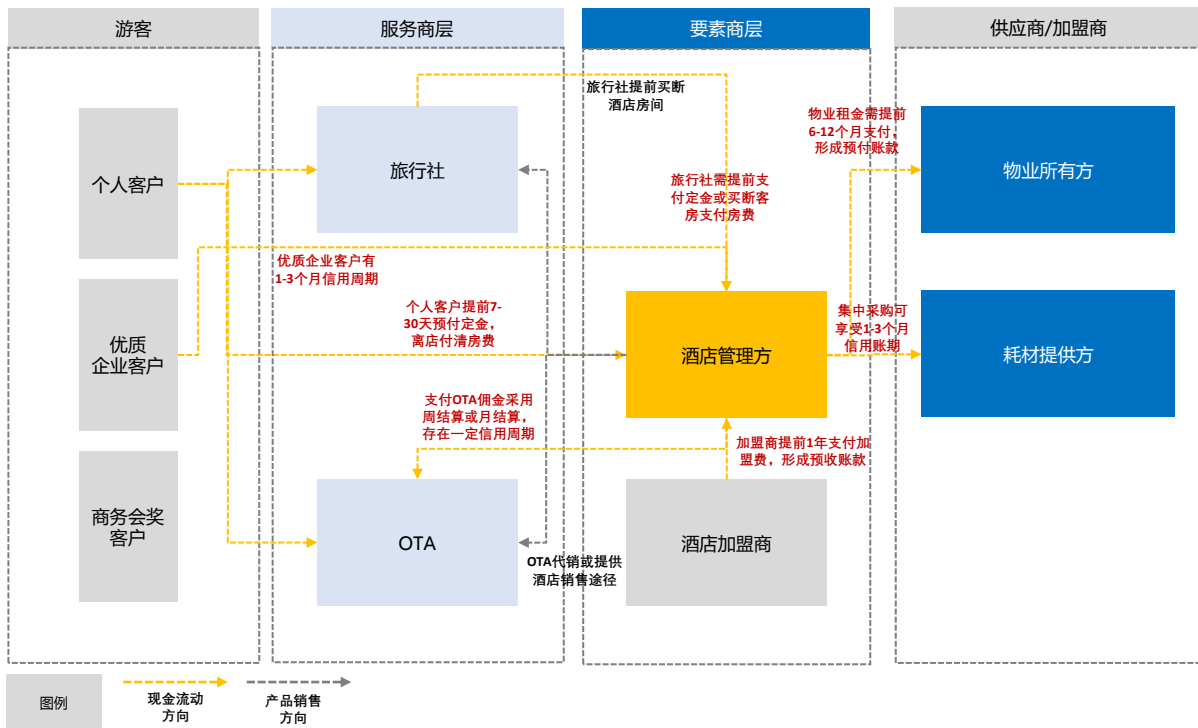 游客
服务商层
要素商层
供应商/加盟商
旅行社提前买断
酒店房间
物业租金需提前
6-12个月支付，
形成预付账款
个人客户
旅行社
物业所有方
旅行社需提前支
付定金或买断客
房支付房费
优质企业客户有
1-3个月信用周期
个人客户提前7-
30天预付定金，
离店付清房费
集中采购可
享受1-3个月
信用账期
优质
企业客户
酒店管理方
耗材提供方
支付OTA佣金采用
周结算或月结算，
存在一定信用周期
加盟商提前1年支付加
盟费，形成预收账款
商务会奖
客户
OTA
酒店加盟商
OTA代销或提供
酒店销售途径
图例
现金流动
方向
产品销售
方向